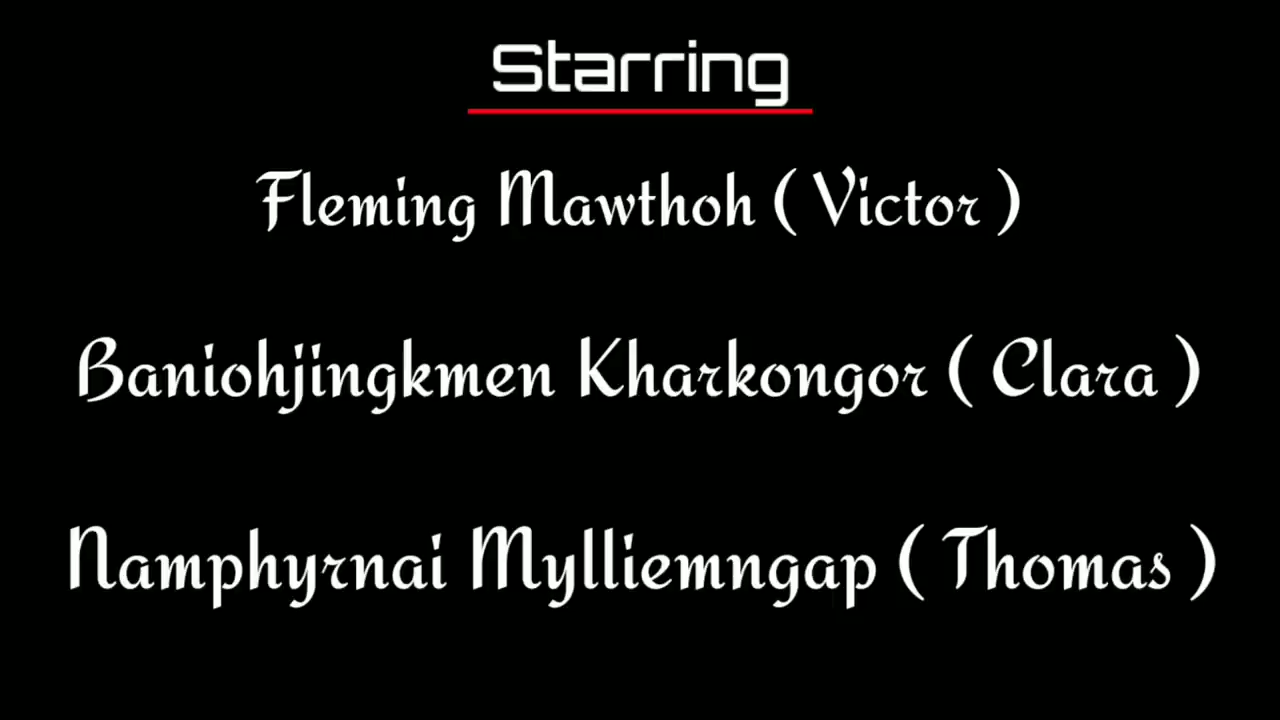 Starring
Fleming Mawthoh ( Victor )
Baniohjingkmen Kharkongor ( Clara )
Namphyrnai Mylliemngap ( Thomas )